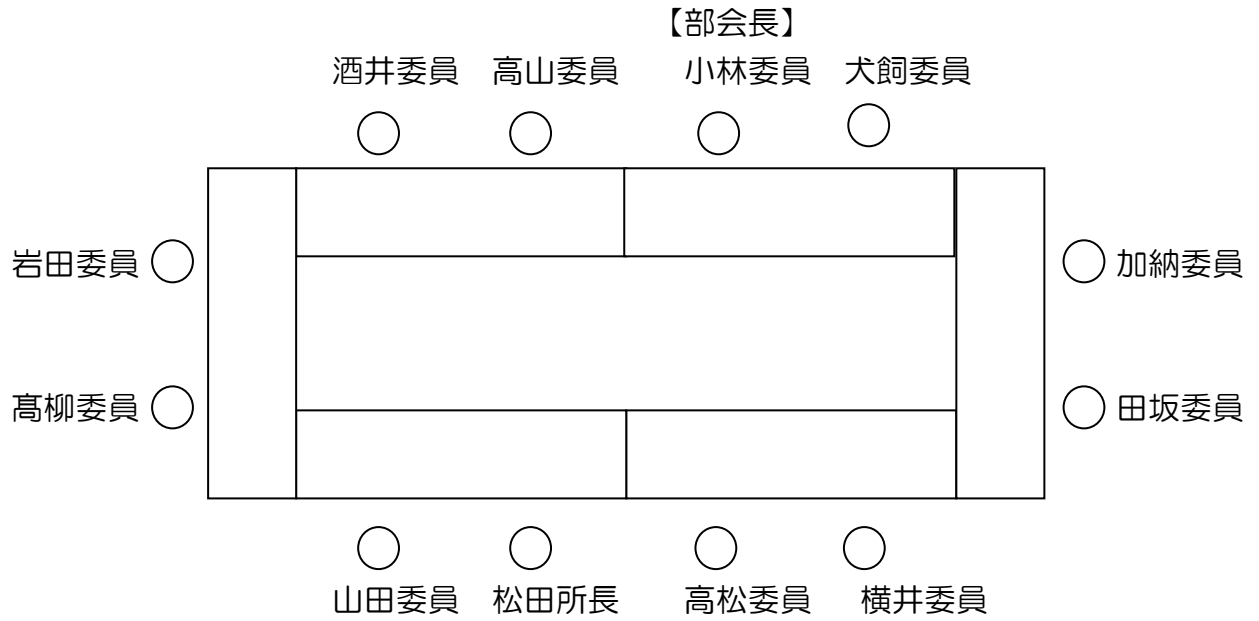 【部会長】
酒井委員 高山委員 小林委員 犬飼委員
岩田委員 加納委員
髙柳委員 田坂委員
山田委員 松田所長 高松委員 横井委員